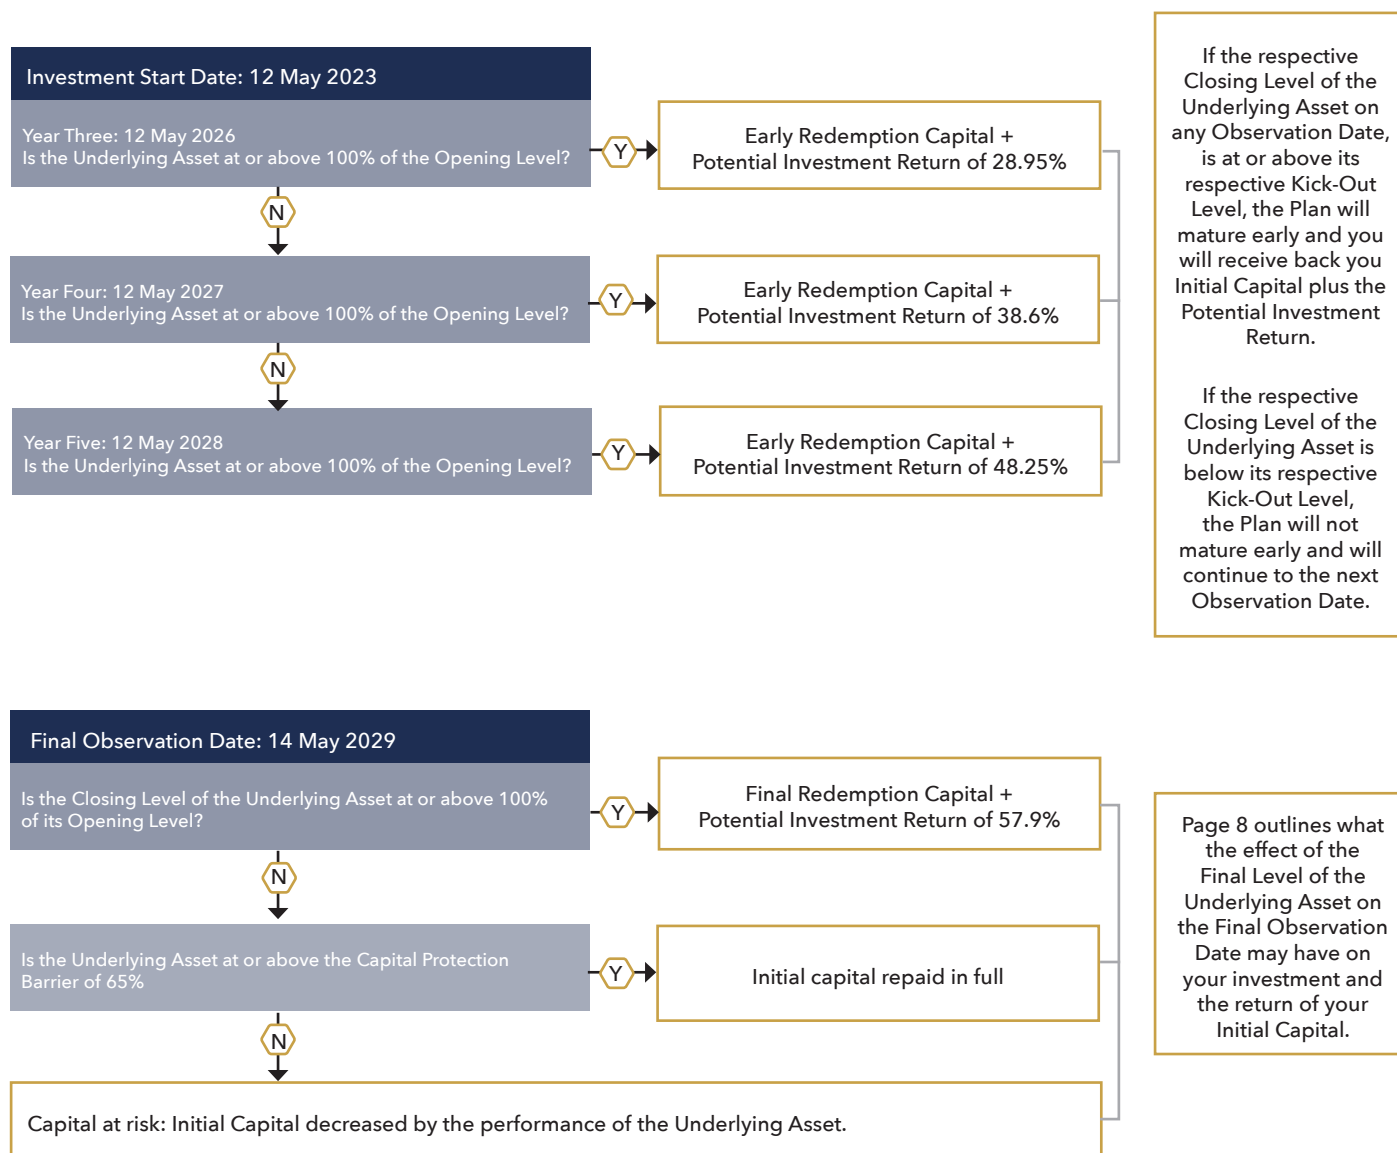 Investment Start Date: 12 May 2023
Year Three: 12 May 2026
Is the Underlying Asset at or above 100% of the Opening Level?
Y
Early Redemption Capital +
Potential Investment Return of 28.95%
N
Year Four: 12 May 2027
Is the Underlying Asset at or above 100% of the Opening Level?
Y
Early Redemption Capital +
Potential Investment Return of 38.6%
N
Year Five: 12 May 2028
Is the Underlying Asset at or above 100% of the Opening Level?
Y
Early Redemption Capital +
Potential Investment Return of 48.25%
If the respective
Closing Level of the
Underlying Asset on
any Observation Date,
is at or above its
respective Kick-Out
Level, the Plan will
mature early and you
will receive back you
Initial Capital plus the
Potential Investment
Return.
If the respective
Closing Level of the
Underlying Asset is
below its respective
Kick-Out Level,
the Plan will not
mature early and will
continue to the next
Observation Date.
Final Observation Date: 14 May 2029
Is the Closing Level of the Underlying Asset at or above 100%
of its Opening Level?
Y
Final Redemption Capital +
Potential Investment Return of 57.9%
N
Is the Underlying Asset at or above the Capital Protection
Barrier of 65%
Y
Initial capital repaid in full
N
Capital at risk: Initial Capital decreased by the performance of the Underlying Asset.
Page 8 outlines what
the effect of the
Final Level of the
Underlying Asset on
the Final Observation
Date may have on
your investment and
the return of your
Initial Capital.